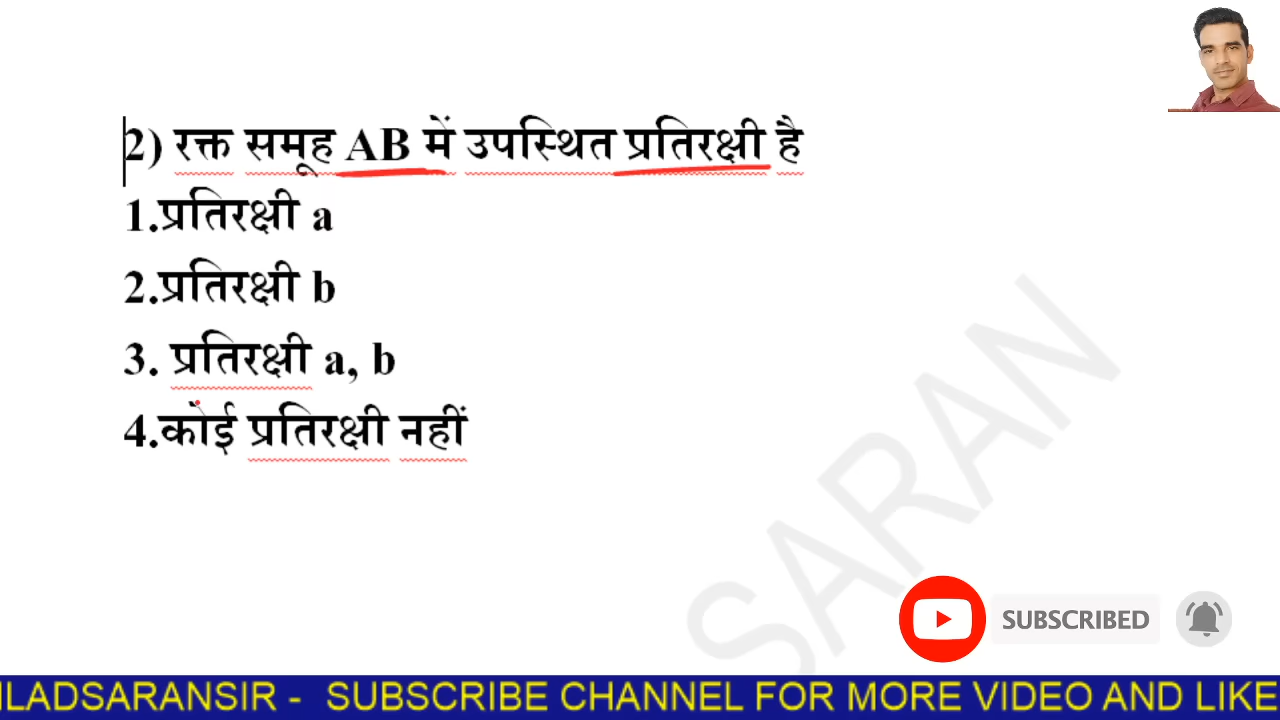 2) रक्त समूह AB में उपस्थित प्रतिरक्षी है
1.प्रतिरक्षी a
2.प्रतिरक्षी b
3. प्रतिरक्षी a, b
4.कोई प्रतिरक्षी नहीं
SARAN
SUBSCRIBED
LADSARANSIR - SUBSCRIBE CHANNEL FOR MORE VIDEO AND LIKE